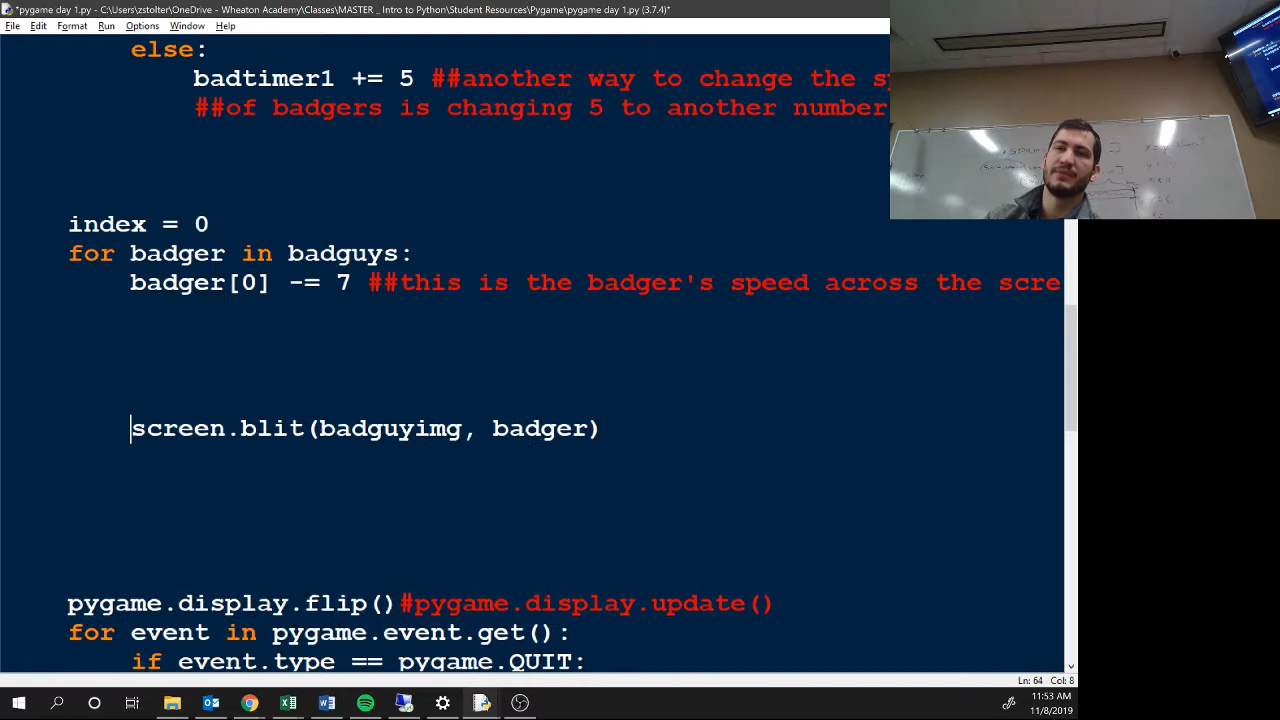 *pygame day 1.py - C:\Users\zstolter\OneDrive - Wheaton Academy\Classes\MASTER _ Intro to Python\Student Resources\Pygame\pygame day 1.py (3.7.4)*
File Edit Format Run Options Window Help
else:
badtimer1 += 5 ##another way to change the s
##of badgers is changing 5 to another number
index = 0
for badger in badguys:
badger[0] -= 7 ##this is the badger's speed across the scre
screen.blit(badguyimg, badger)
pygame.display.flip()#pygame.display.update()
for event in pygame.event.get():
if event.type == pygame.QUIT:
Ln: 64 Col: 8
11:53 AM
11/8/2019